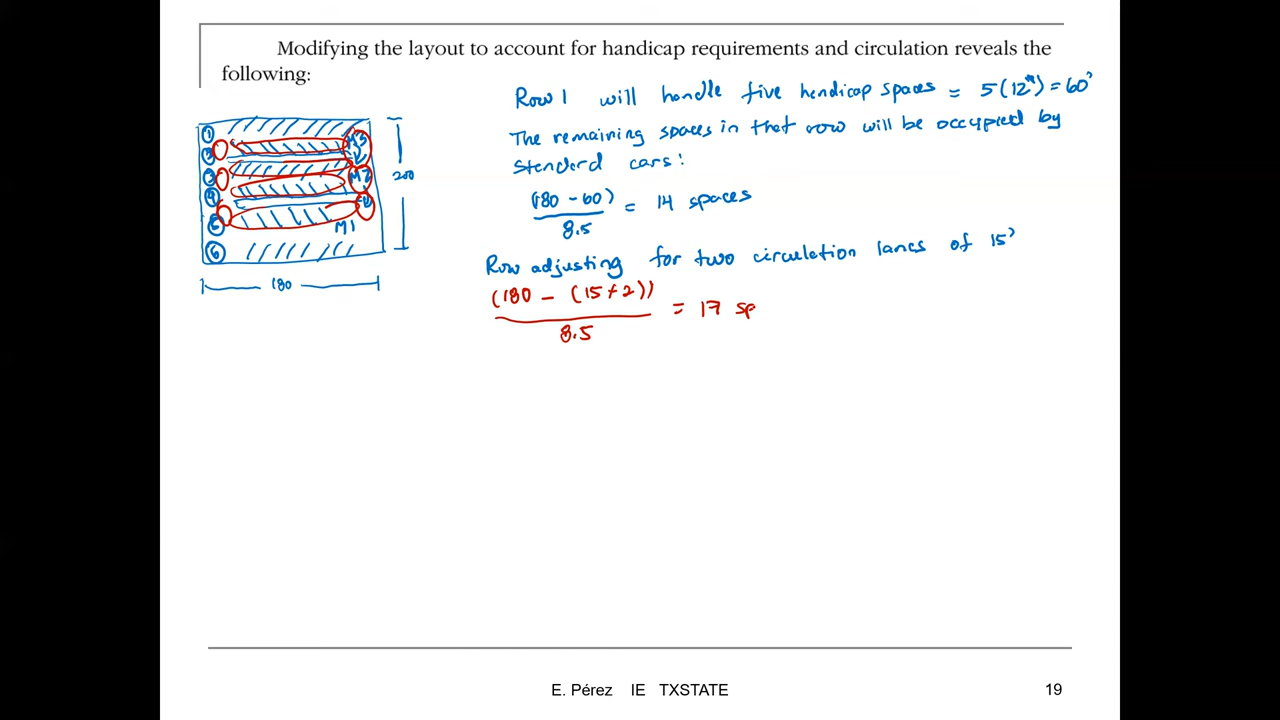 Modifying the layout to account for handicap requirements and circulation reveals the
following:
Row 1 will handle five handicap spaces = 5(12")=60'
The remaining spaces in that row will be occupied by
standard cars:
(180 - 60)
8.5
= 14 spaces
Row adjusting for two circulation lanes of 15'
(180 - (15+2))
8.5
= 17 sp
1
2
3
4
5
6
M3
M2
M1
200
180
E. Pérez IE TXSTATE
19